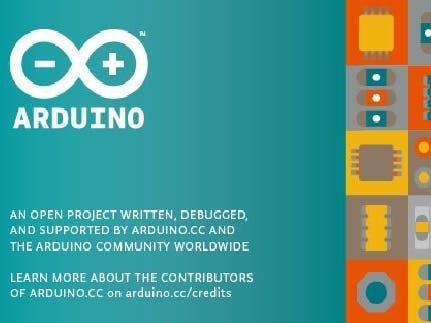 ARDUINO
AN OPEN PROJECT WRITTEN, DEBUGGED,
AND SUPPORTED BY ARDUINO.CC AND
THE ARDUINO COMMUNITY WORLDWIDE
LEARN MORE ABOUT THE CONTRIBUTORS
OF ARDUINO.CC on arduino.cc/credits